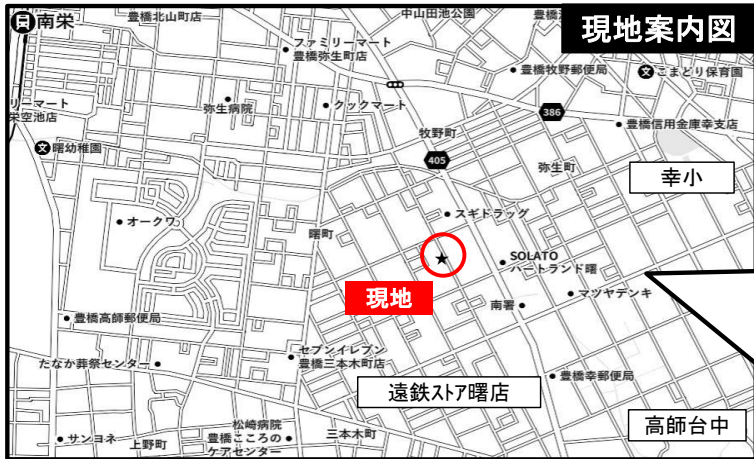 現地案内図
南栄
豊橋北山町店
中山田池公園
ファミリーマート
豊橋弥生町店
豊橋牧野郵便局
こまどり保育園
リーマート
栄空池店
弥生病院
クックマート
386
牧野町
豊橋信用金庫幸支店
曙幼稚園
405
弥生町
幸小
オークワ
スギドラッグ
曙町
SOLATO
ハートランド曙
現地
マツヤデンキ
南署
豊橋高師郵便局
セブンイレブン
豊橋三本木町店
たなか葬祭センター
豊橋幸郵便局
遠鉄ストア曙店
高師台中
サンヨネ
上野町
松崎病院
豊橋こころの
ケアセンター
三本木町